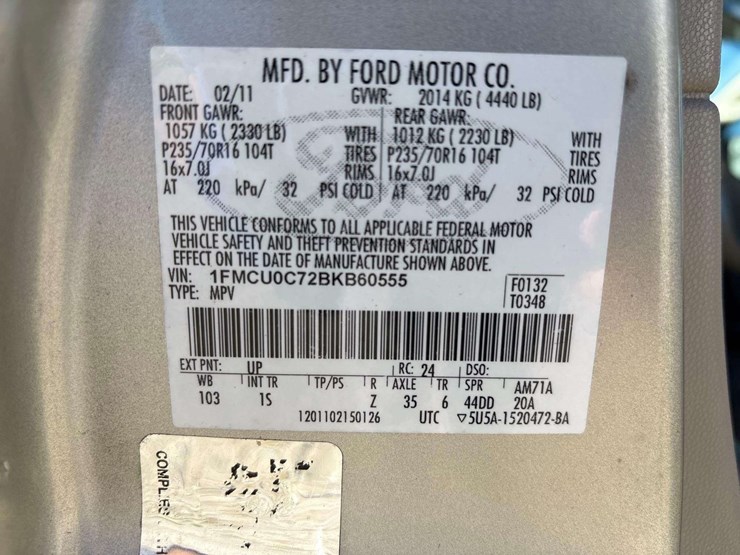 MFD. BY FORD MOTOR CO.
DATE: 02/11 GVWR: 2014 KG ( 4440 LB)
FRONT GAWR: REAR GAWR:
1057 KG ( 2330 LB) WITH 1012 KG ( 2230 LB) WITH
P235/70R16 104T TIRES P235/70R16 104T TIRES
16x7.0J RIMS 16x7.0J RIMS
AT 220 kPa/ 32 PSI COLD AT 220 kPa/ 32 PSI COLD
THIS VEHICLE CONFORMS TO ALL APPLICABLE FEDERAL MOTOR
VEHICLE SAFETY AND THEFT PREVENTION STANDARDS IN
EFFECT ON THE DATE OF MANUFACTURE SHOWN ABOVE.
VIN: 1FMCU0C72BKB60555 F0132
TYPE: MPV T0348
EXT PNT: UP RC: 24 DSO:
WB INT TR TP/PS R AXLE TR SPR AM71A
103 1S Z 35 6 44DD 20A
1201102150126 UTC ▽5U5A-1520472-BA